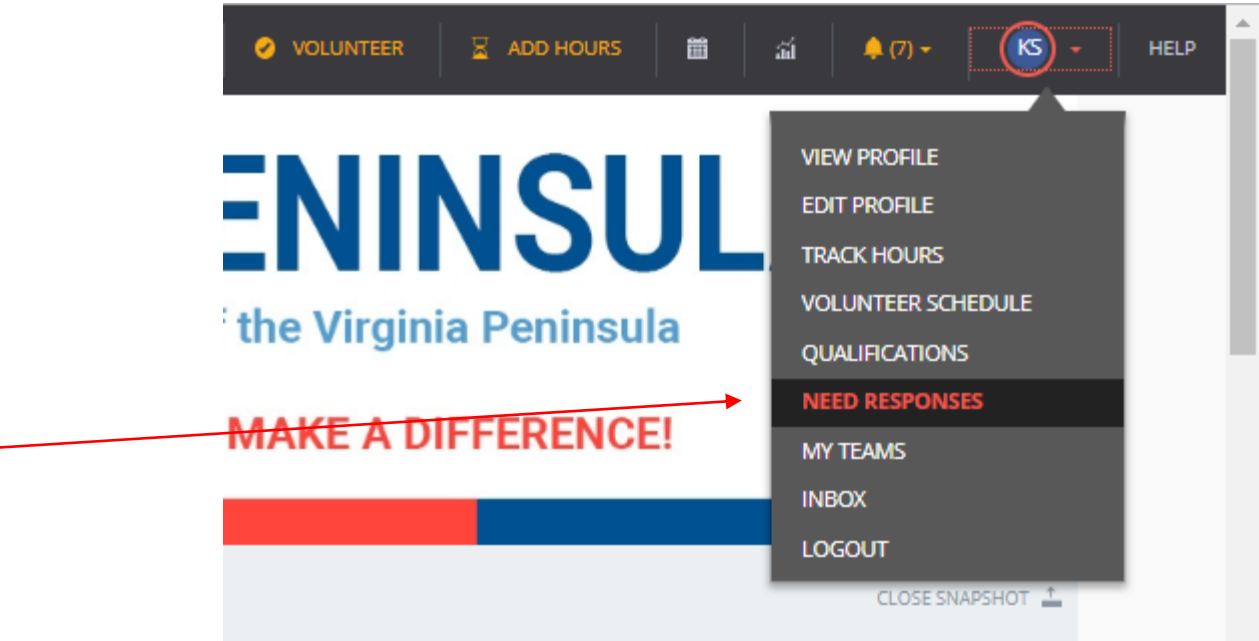 VOLUNTEER ADD HOURS (7) KS HELP
ENINSUL
the Virginia Peninsula
MAKE A DIFFERENCE!
VIEW PROFILE
EDIT PROFILE
TRACK HOURS
VOLUNTEER SCHEDULE
QUALIFICATIONS
NEED RESPONSES
MY TEAMS
INBOX
LOGOUT
CLOSE SNAPSHOT